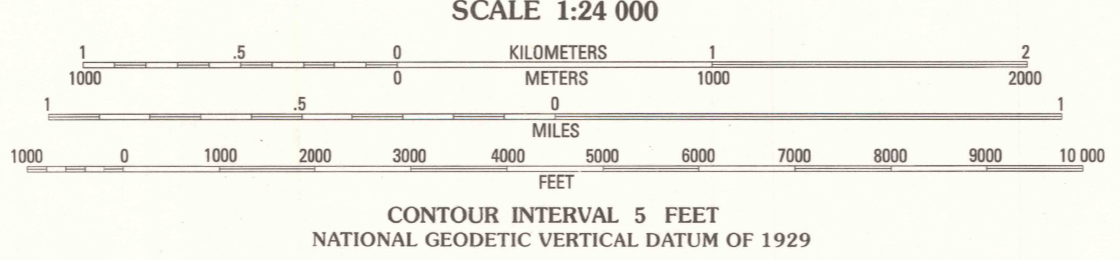 SCALE 1:24 000
1 .5 0 KILOMETERS 1 2
1000 0 METERS 1000 2000
1 .5 0 1
MILES
1000 0 1000 2000 3000 4000 5000 6000 7000 8000 9000 10 000
FEET
CONTOUR INTERVAL 5 FEET
NATIONAL GEODETIC VERTICAL DATUM OF 1929